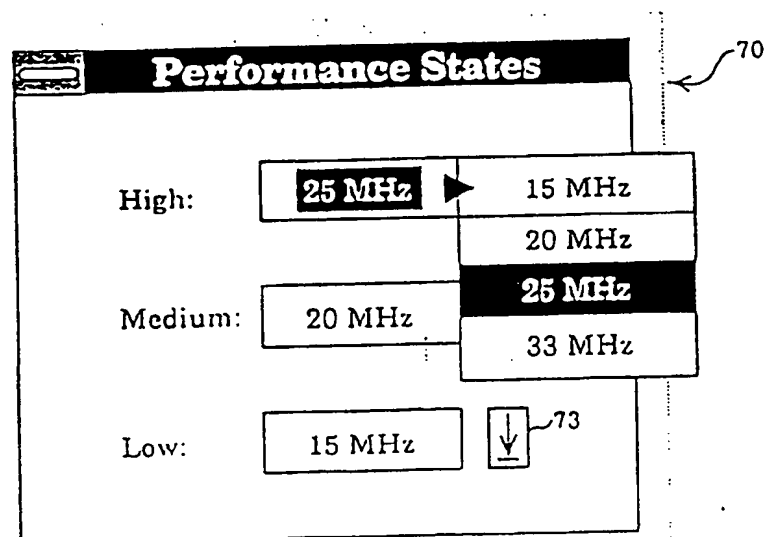 Performance States
70
High: 25 MHz 15 MHz
20 MHz
25 MHz
Medium: 20 MHz
33 MHz
Low: 15 MHz 73